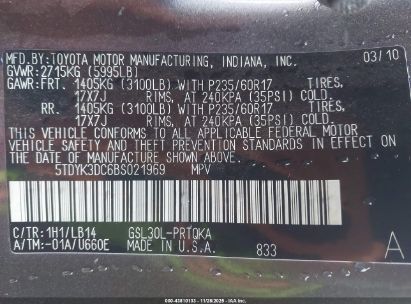 MFD.BY: TOYOTA MOTOR MANUFACTURING, INDIANA, INC. 03/10
GVWR: 2715KG (5995LB)
GAWR: FRT. 1405KG (3100LB) WITH P235/60R17 TIRES,
17X7J RIMS, AT 240KPA (35PSI) COLD.
RR. 1405KG (3100LB) WITH P235/60R17 TIRES,
17X7J RIMS, AT 240KPA (35PSI) COLD.
THIS VEHICLE CONFORMS TO ALL APPLICABLE FEDERAL MOTOR
VEHICLE SAFETY AND THEFT PREVENTION STANDARDS IN EFFECT ON
THE DATE OF MANUFACTURE SHOWN ABOVE.
5TDYK3DC6BS021969 MPV
C/TR: 1H1/LB14 GSL30L-PRTQKA
A/TM: -01A/U660E MADE IN U.S.A. 833 A